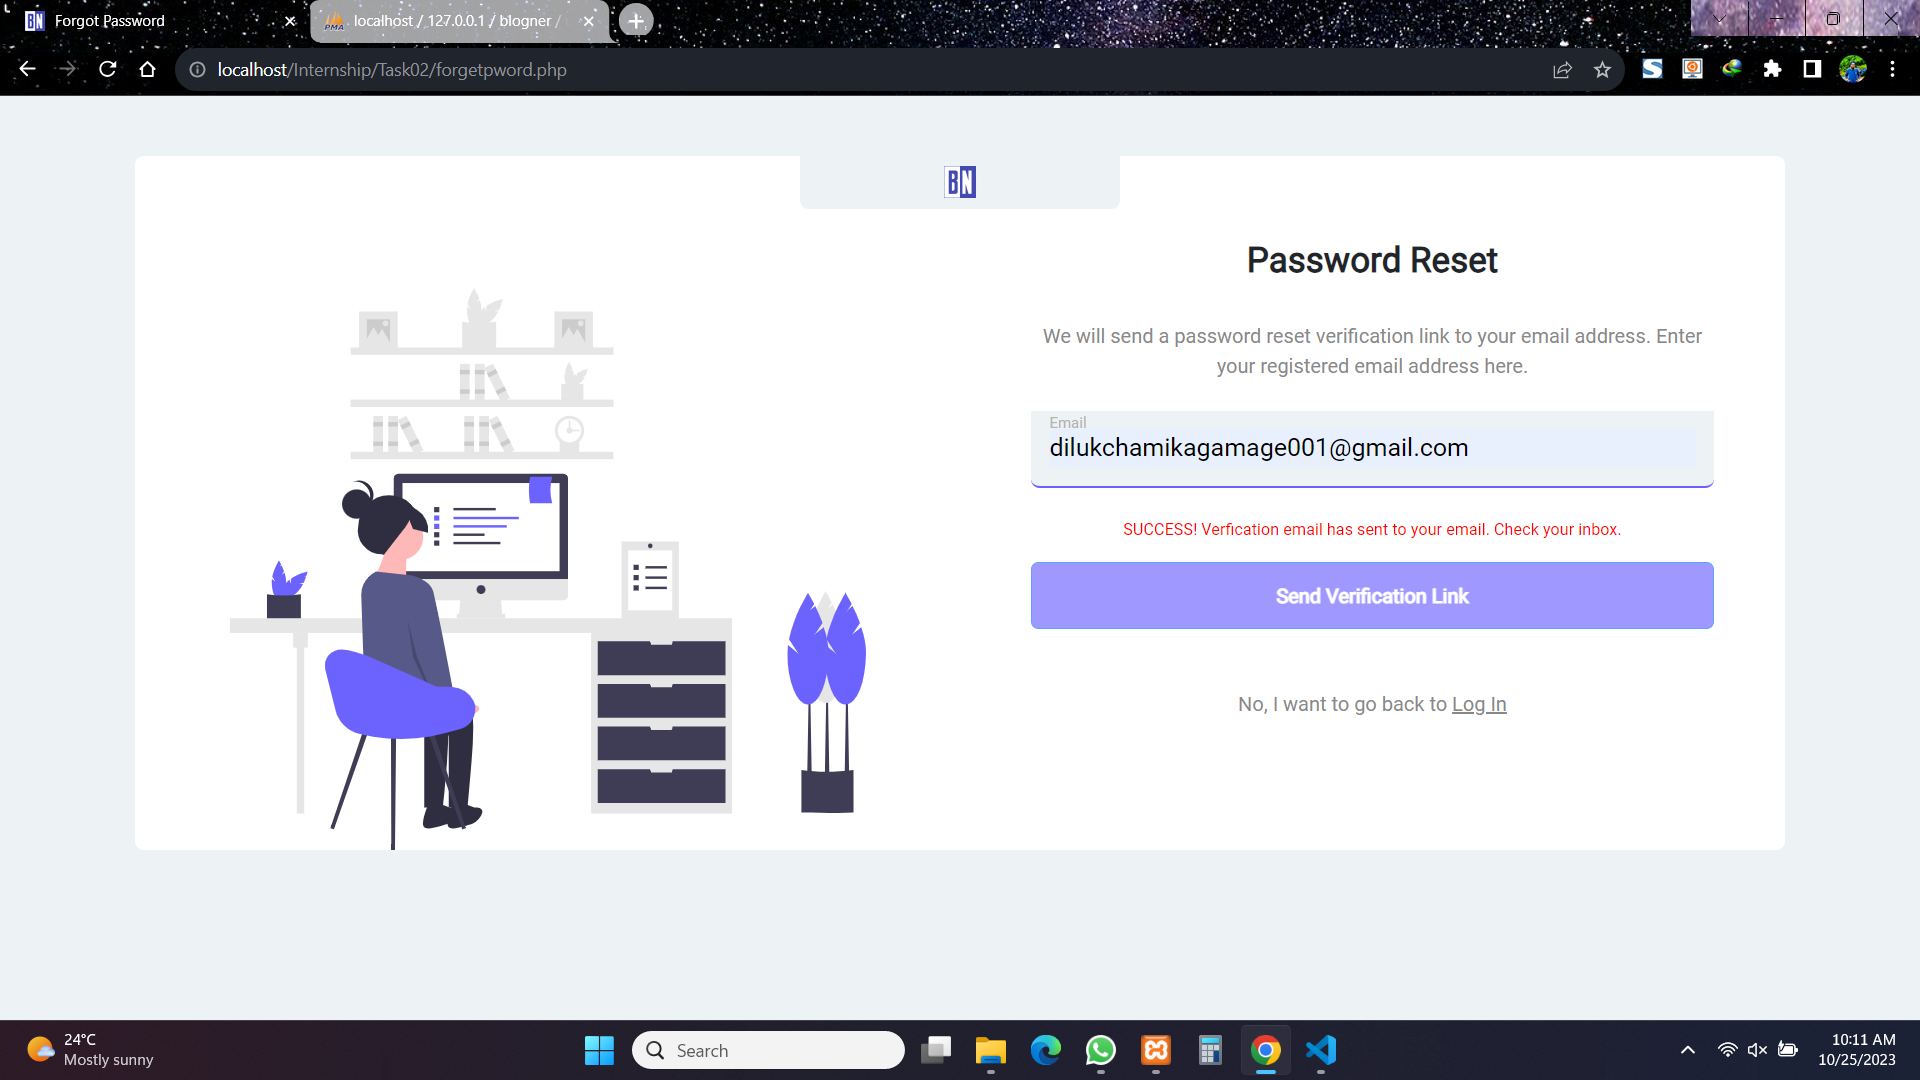 Forgot Password
localhost / 127.0.0.1 / blogner /
localhost/Internship/Task02/forgetpword.php
BN
Password Reset
We will send a password reset verification link to your email address. Enter
your registered email address here.
Email
dilukchamikagamage001@gmail.com
SUCCESS! Verfication email has sent to your email. Check your inbox.
Send Verification Link
No, I want to go back to Log In
24°C
Mostly sunny
Search
10:11 AM
10/25/2023